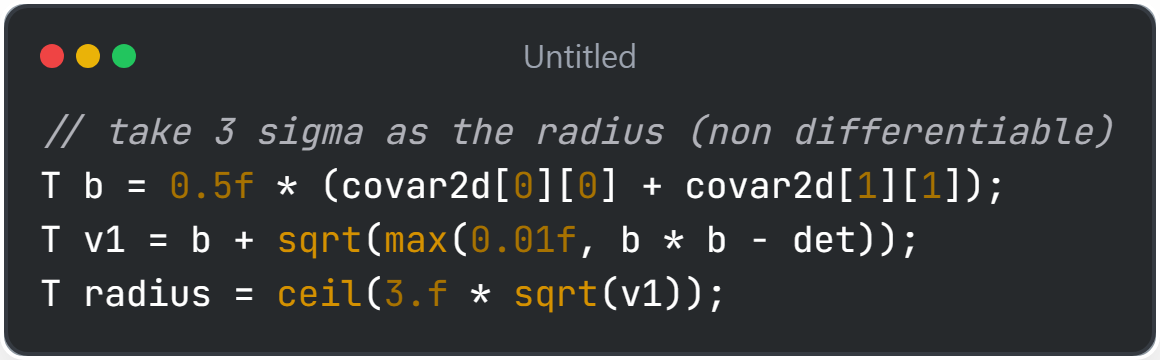 Untitled
// take 3 sigma as the radius (non differentiable)
T b = 0.5f * (covar2d[0][0] + covar2d[1][1]);
T v1 = b + sqrt(max(0.01f, b * b - det));
T radius = ceil(3.f * sqrt(v1));